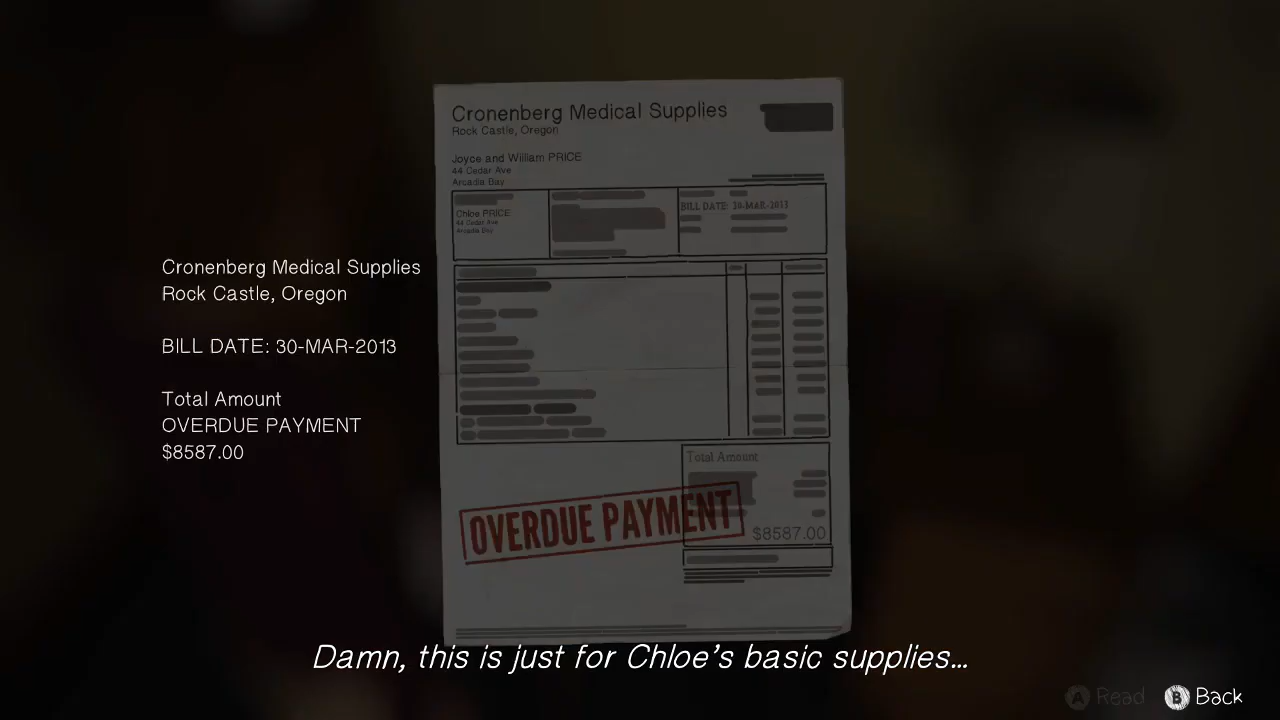 Cronenberg Medical Supplies
Rock Castle, Oregon
Joyce and William PRICE
44 Cedar Ave
Arcadia Bay
Chloe PRICE
44 Cedar Ave
Arcadia Bay
BILL DATE: 30-MAR-2013
Total Amount
OVERDUE PAYMENT
$8587.00
Cronenberg Medical Supplies
Rock Castle, Oregon
BILL DATE: 30-MAR-2013
Total Amount
OVERDUE PAYMENT
$8587.00
Damn, this is just for Chloe's basic supplies...
A Read B Back